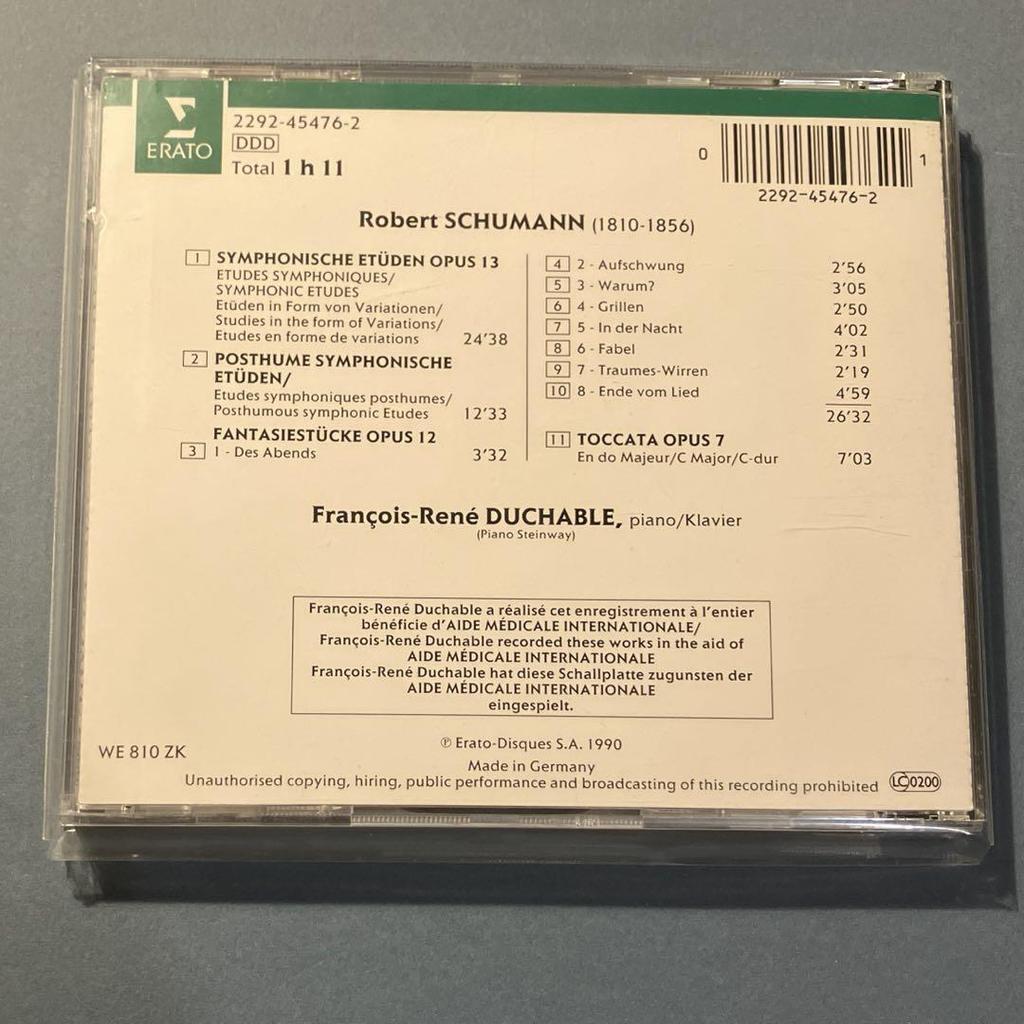 Σ
ERATO
2292-45476-2
DDD
Total 1 h 11
0
1
2292-45476-2
Robert SCHUMANN (1810-1856)
1 SYMPHONISCHE ETÜDEN OPUS 13
ETUDES SYMPHONIQUES/
SYMPHONIC ETUDES
Etüden in Form von Variationen/
Studies in the form of Variations/
Etudes en forme de variations 24'38
2 POSTHUME SYMPHONISCHE
ETÜDEN/
Etudes symphoniques posthumes/
Posthumous symphonic Etudes 12'33
FANTASIESTÜCKE OPUS 12
3 1 - Des Abends 3'32
4 2 - Aufschwung 2'56
5 3 - Warum? 3'05
6 4 - Grillen 2'50
7 5 - In der Nacht 4'02
8 6 - Fabel 2'31
9 7 - Traumes-Wirren 2'19
10 8 - Ende vom Lied 4'59
26'32
11 TOCCATA OPUS 7
En do Majeur/C Major/C-dur 7'03
François-René DUCHABLE, piano/Klavier
(Piano Steinway)
François-René Duchable a réalisé cet enregistrement à l'entier
bénéficie d'AIDE MÉDICALE INTERNATIONALE/
François-René Duchable recorded these works in the aid of
AIDE MÉDICALE INTERNATIONALE
François-René Duchable hat diese Schallplatte zugunsten der
AIDE MÉDICALE INTERNATIONALE
eingespielt.
WE 810 ZK
℗ Erato-Disques S.A. 1990
Made in Germany
Unauthorised copying, hiring, public performance and broadcasting of this recording prohibited
LC 0200